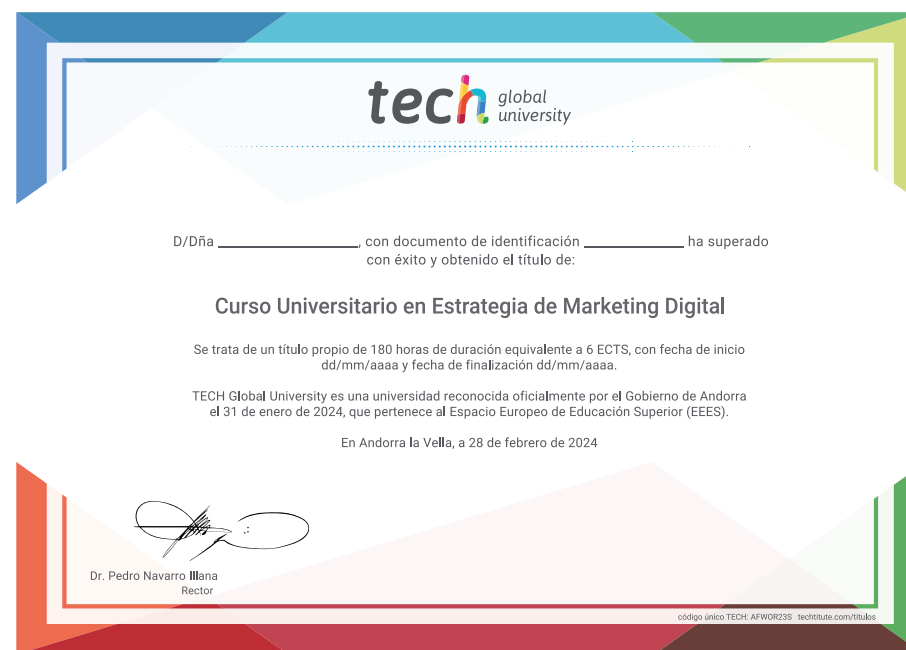 tech global university
D/Dña ____________________, con documento de identificación ______________ ha superado
con éxito y obtenido el título de:
Curso Universitario en Estrategia de Marketing Digital
Se trata de un título propio de 180 horas de duración equivalente a 6 ECTS, con fecha de inicio
dd/mm/aaaa y fecha de finalización dd/mm/aaaa.
TECH Global University es una universidad reconocida oficialmente por el Gobierno de Andorra
el 31 de enero de 2024, que pertenece al Espacio Europeo de Educación Superior (EEES).
En Andorra la Vella, a 28 de febrero de 2024
Dr. Pedro Navarro Illana
Rector
código único TECH: AFWOR23S techtitute.com/titulos